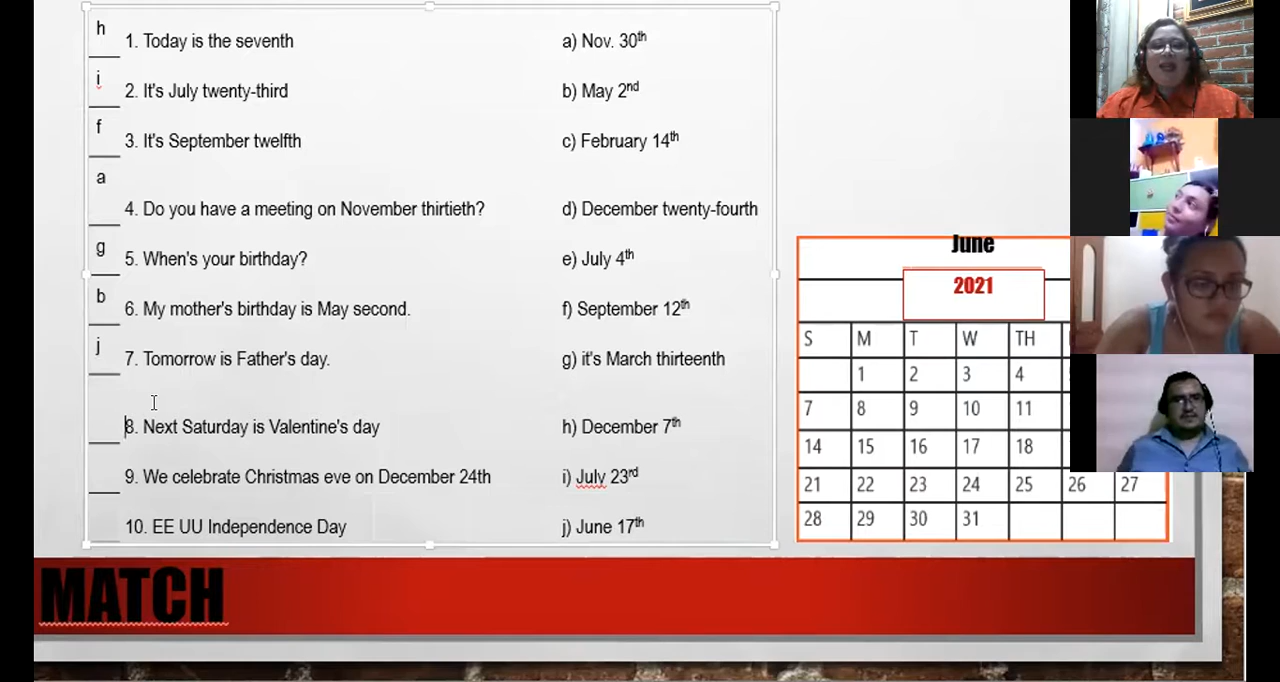 h
1. Today is the seventh a) Nov. 30th
i
2. It's July twenty-third b) May 2nd
f
3. It's September twelfth c) February 14th
a
4. Do you have a meeting on November thirtieth? d) December twenty-fourth
g
5. When's your birthday? e) July 4th
b
6. My mother's birthday is May second. f) September 12th
j
7. Tomorrow is Father's day. g) it's March thirteenth
8. Next Saturday is Valentine's day h) December 7th
9. We celebrate Christmas eve on December 24th i) July 23rd
10. EE UU Independence Day j) June 17th
June
2021
S M T W TH
1 2 3 4
7 8 9 10 11
14 15 16 17 18
21 22 23 24 25 26 27
28 29 30 31
MATCH